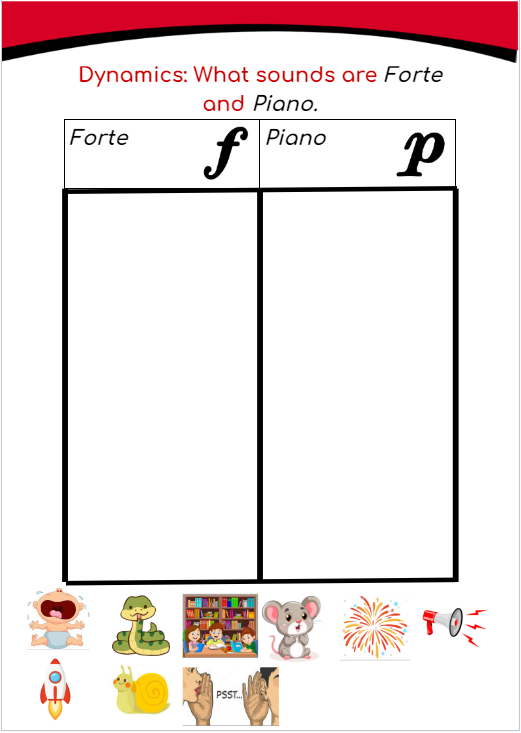 Dynamics: What sounds are Forte
and Piano.
Forte f Piano p
PSST...